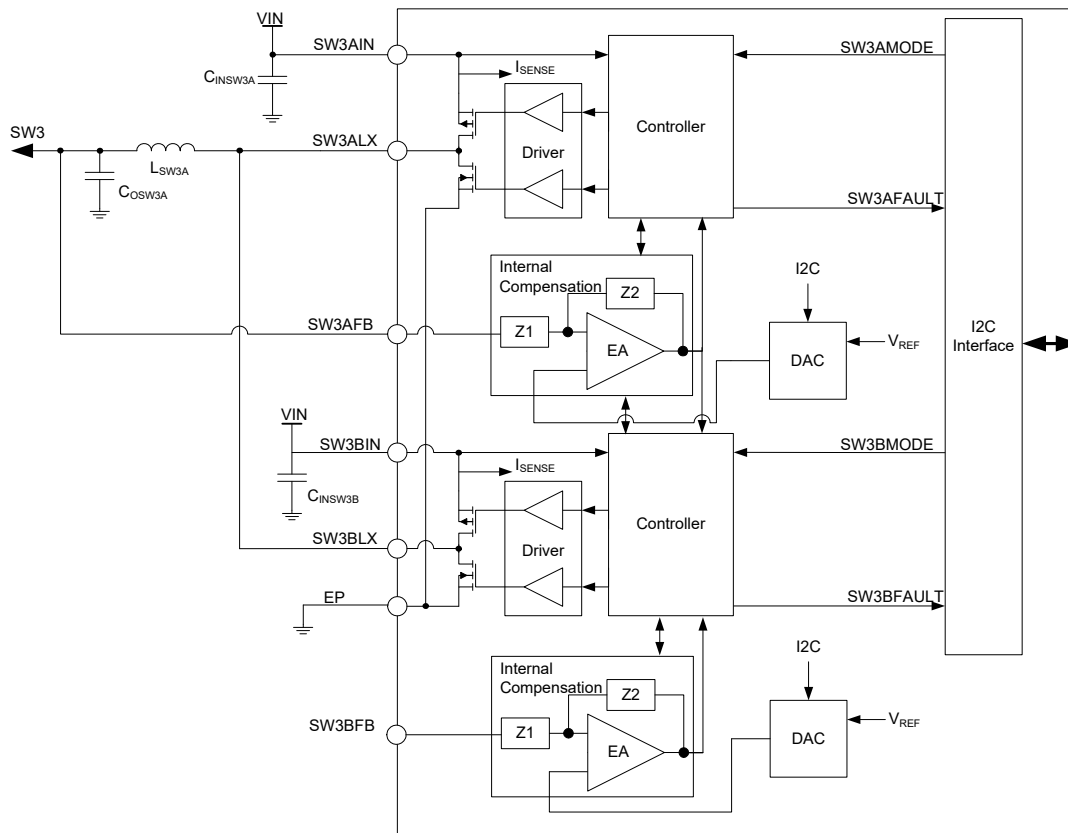 VIN
SW3AIN
CINSW3A
ISENSE
SW3AMODE
Controller
SW3
LSW3A
SW3ALX
COSW3A
Driver
SW3AFAULT
Internal
Compensation
Z2
Z1
EA
SW3AFB
I2C
DAC
VREF
I2C
Interface
VIN
SW3BIN
CINSW3B
ISENSE
SW3BMODE
Controller
SW3BLX
Driver
EP
SW3BFAULT
Internal
Compensation
Z2
Z1
EA
SW3BFB
I2C
DAC
VREF